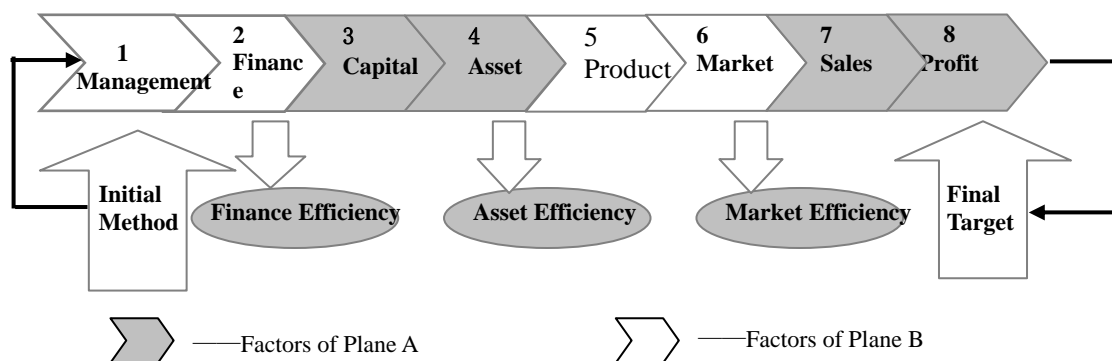 1
Management
2
Financ
e
3
Capital
4
Asset
5
Product
6
Market
7
Sales
8
Profit
Initial
Method
Finance Efficiency
Asset Efficiency
Market Efficiency
Final
Target
——Factors of Plane A
——Factors of Plane B